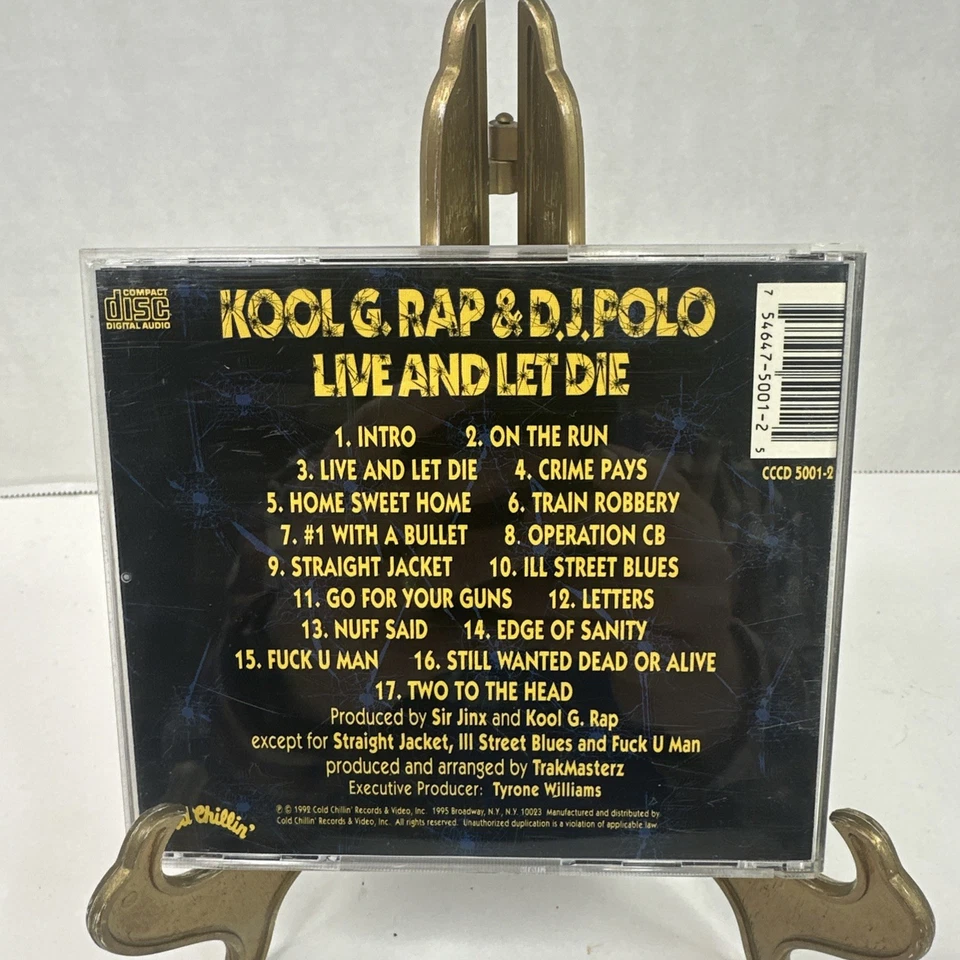 COMPACT
disc
DIGITAL AUDIO
KOOL G. RAP & D.J. POLO
LIVE AND LET DIE
7 54647-5001-2 5
CCCD 5001-2
1. INTRO 2. ON THE RUN
3. LIVE AND LET DIE 4. CRIME PAYS
5. HOME SWEET HOME 6. TRAIN ROBBERY
7. #1 WITH A BULLET 8. OPERATION CB
9. STRAIGHT JACKET 10. ILL STREET BLUES
11. GO FOR YOUR GUNS 12. LETTERS
13. NUFF SAID 14. EDGE OF SANITY
15. FUCK U MAN 16. STILL WANTED DEAD OR ALIVE
17. TWO TO THE HEAD
Produced by Sir Jinx and Kool G. Rap
except for Straight Jacket, Ill Street Blues and Fuck U Man
produced and arranged by TrakMasterz
Executive Producer: Tyrone Williams
℗ © 1992 Cold Chillin' Records & Video, Inc. 1995 Broadway, N.Y., N.Y. 10023 Manufactured and distributed by
Cold Chillin' Records & Video, Inc. All rights reserved. Unauthorized duplication is a violation of applicable law.
Chillin'